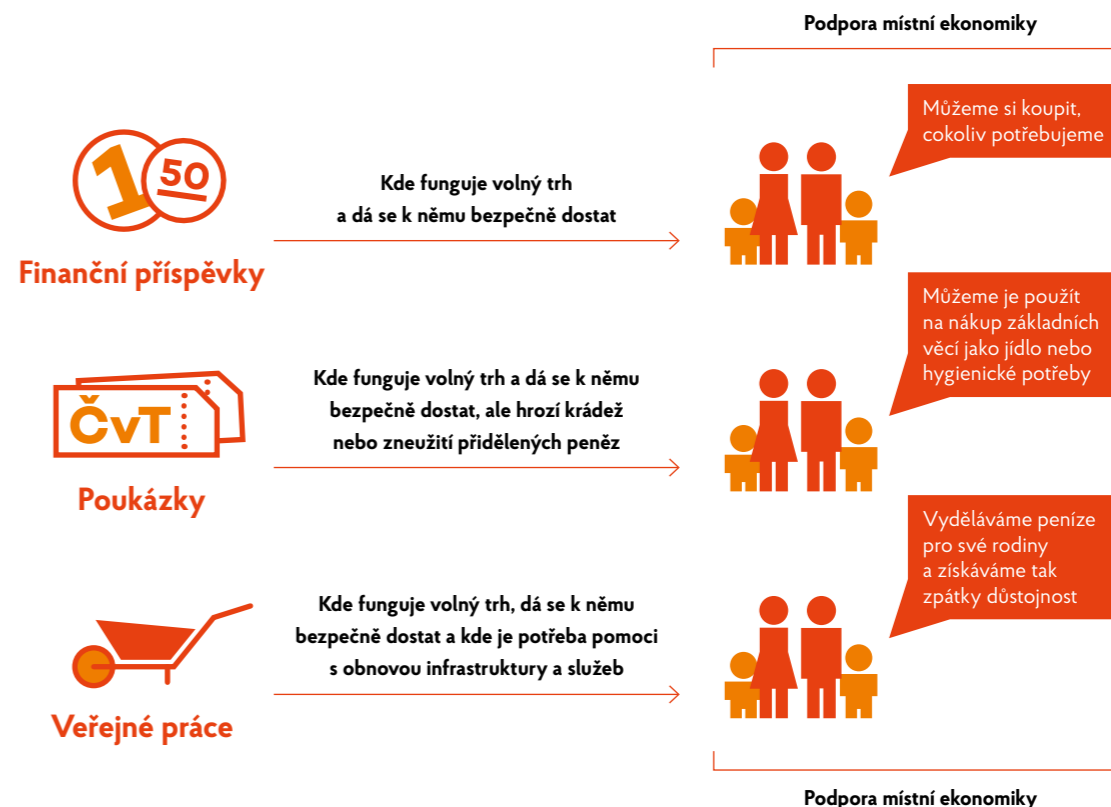 Podpora místní ekonomiky
Můžeme si koupit,
cokoliv potřebujeme
1
50
Kde funguje volný trh
a dá se k němu bezpečně dostat
Finanční příspěvky
Můžeme je použít
na nákup základních
věcí jako jídlo nebo
hygienické potřeby
ČvT
Kde funguje volný trh a dá se k němu
bezpečně dostat, ale hrozí krádež
nebo zneužití přidělených peněz
Poukázky
Vyděláváme peníze
pro své rodiny
a získáváme tak
zpátky důstojnost
Kde funguje volný trh, dá se k němu
bezpečně dostat a kde je potřeba pomoci
s obnovou infrastruktury a služeb
Veřejné práce
Podpora místní ekonomiky